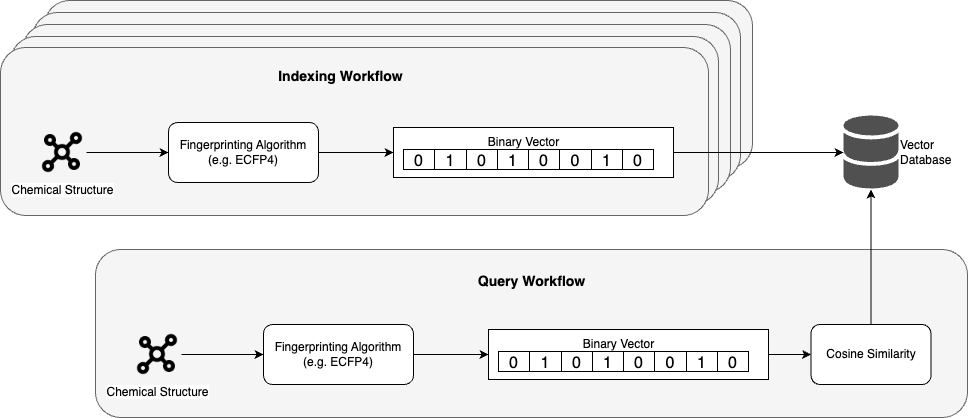 Indexing Workflow
Chemical Structure
Fingerprinting Algorithm
(e.g. ECFP4)
Binary Vector
0 1 0 1 0 0 1 0
Vector
Database
Query Workflow
Chemical Structure
Fingerprinting Algorithm
(e.g. ECFP4)
Binary Vector
0 1 0 1 0 0 1 0
Cosine Similarity